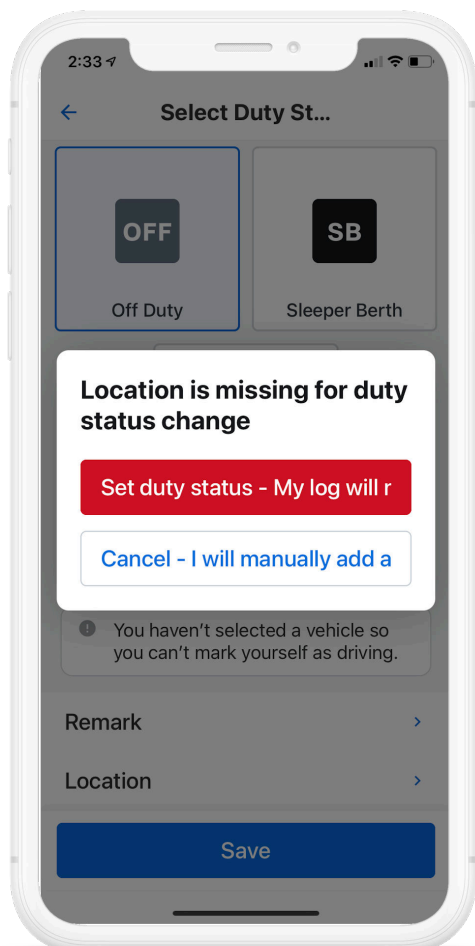 2:33
Select Duty St...
OFF
SB
Off Duty
Sleeper Berth
Location is missing for duty
status change
Set duty status - My log will r
Cancel - I will manually add a
You haven't selected a vehicle so
you can't mark yourself as driving.
Remark
Location
Save